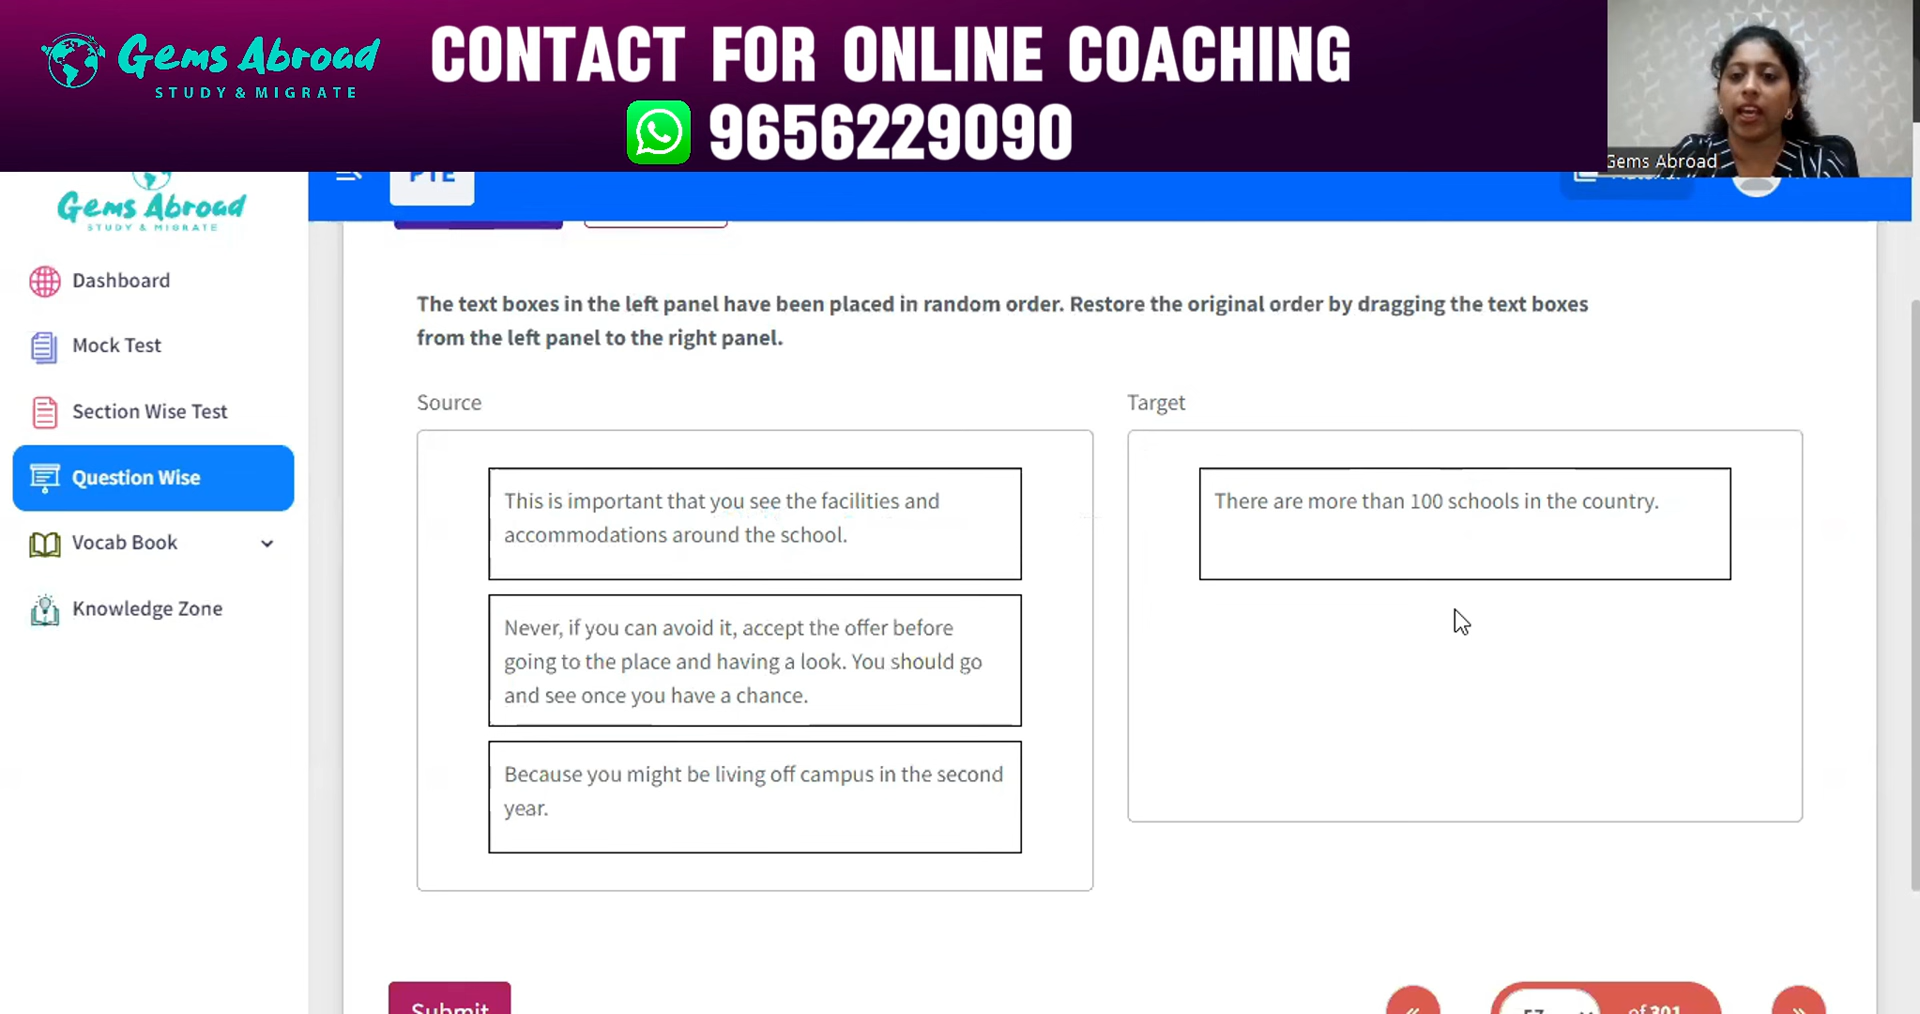 Gems Abroad
STUDY & MIGRATE
CONTACT FOR ONLINE COACHING
9656229090
Gems Abroad
Gems Abroad
STUDY & MIGRATE
PTE
Dashboard
Mock Test
Section Wise Test
Question Wise
Vocab Book
Knowledge Zone
The text boxes in the left panel have been placed in random order. Restore the original order by dragging the text boxes
from the left panel to the right panel.
Source
Target
This is important that you see the facilities and
accommodations around the school.
Never, if you can avoid it, accept the offer before
going to the place and having a look. You should go
and see once you have a chance.
Because you might be living off campus in the second
year.
There are more than 100 schools in the country.
Submit
57
of 301